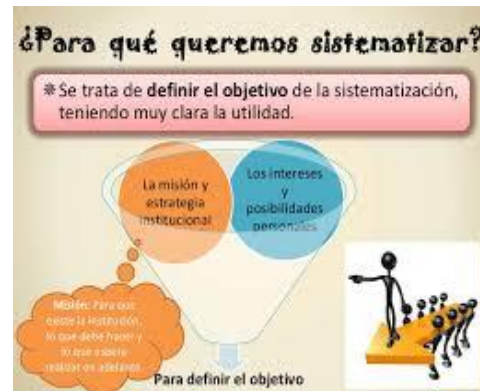 ¿Para qué queremos sistematizar?
Se trata de definir el objetivo de la sistematización,
teniendo muy clara la utilidad.
La misión y
estrategia
institucional
Los intereses
y
posibilidades
personales
Misión: Para que
existe la institución,
lo que debe hacer y
lo que espera
realizar en adelante.
Para definir el objetivo